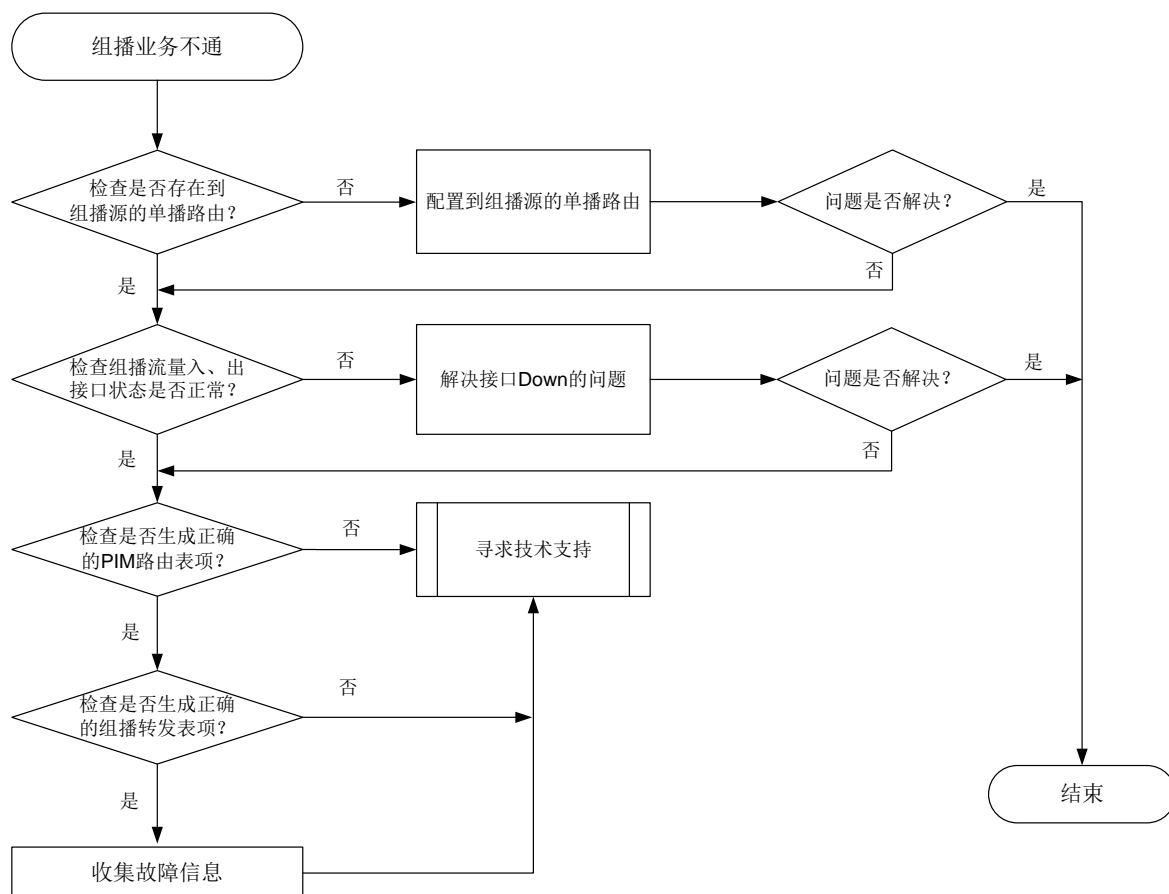 组播业务不通
检查是否存在到
组播源的单播路由?
否
配置到组播源的单播路由
问题是否解决?
是
是
否
检查组播流量入、出
接口状态是否正常?
否
解决接口Down的问题
问题是否解决?
是
是
否
检查是否生成正确
的PIM路由表项?
否
寻求技术支持
是
检查是否生成正确
的组播转发表项?
否
是
结束
收集故障信息